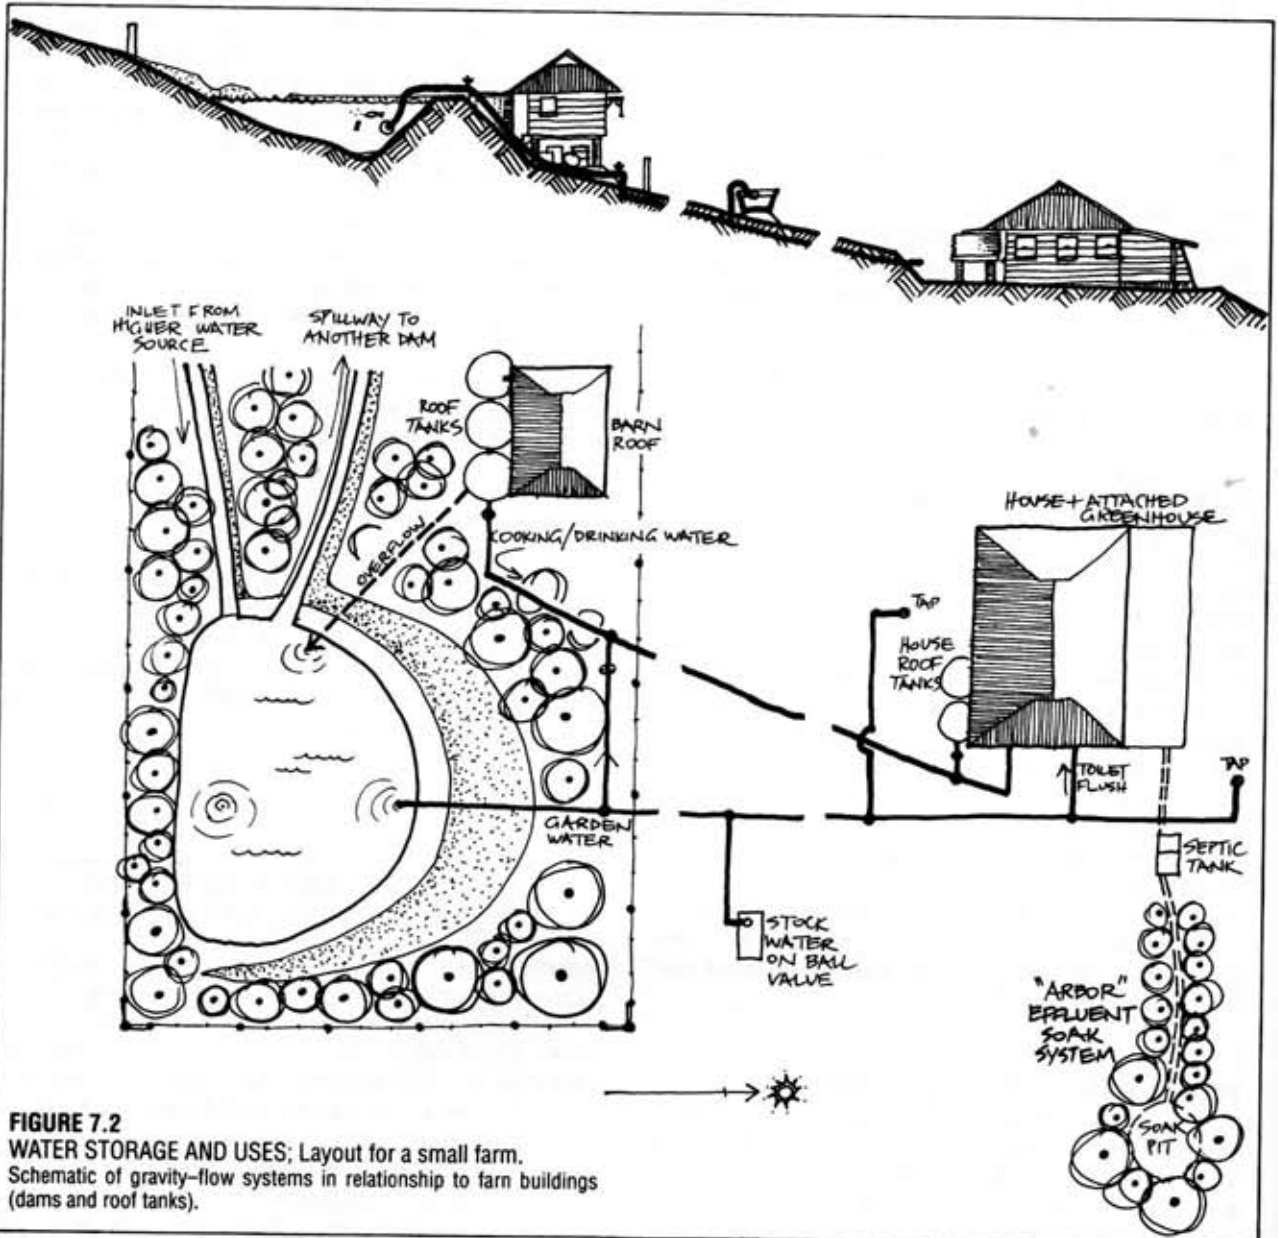 INLET FROM
HIGHER WATER
SOURCE
SPILLWAY TO
ANOTHER DAM
ROOF
TANKS
BARN
ROOF
OVERFLOW
COOKING/DRINKING WATER
HOUSE + ATTACHED
GREENHOUSE
TAP
HOUSE
ROOF
TANKS
TOILET
FLUSH
TAP
GARDEN
WATER
SEPTIC
TANK
STOCK
WATER
ON BALL
VALUE
"ARBOR"
EFFLUENT
SOAK
SYSTEM
SOAK
PIT
FIGURE 7.2
WATER STORAGE AND USES; Layout for a small farm.
Schematic of gravity–flow systems in relationship to farn buildings
(dams and roof tanks).